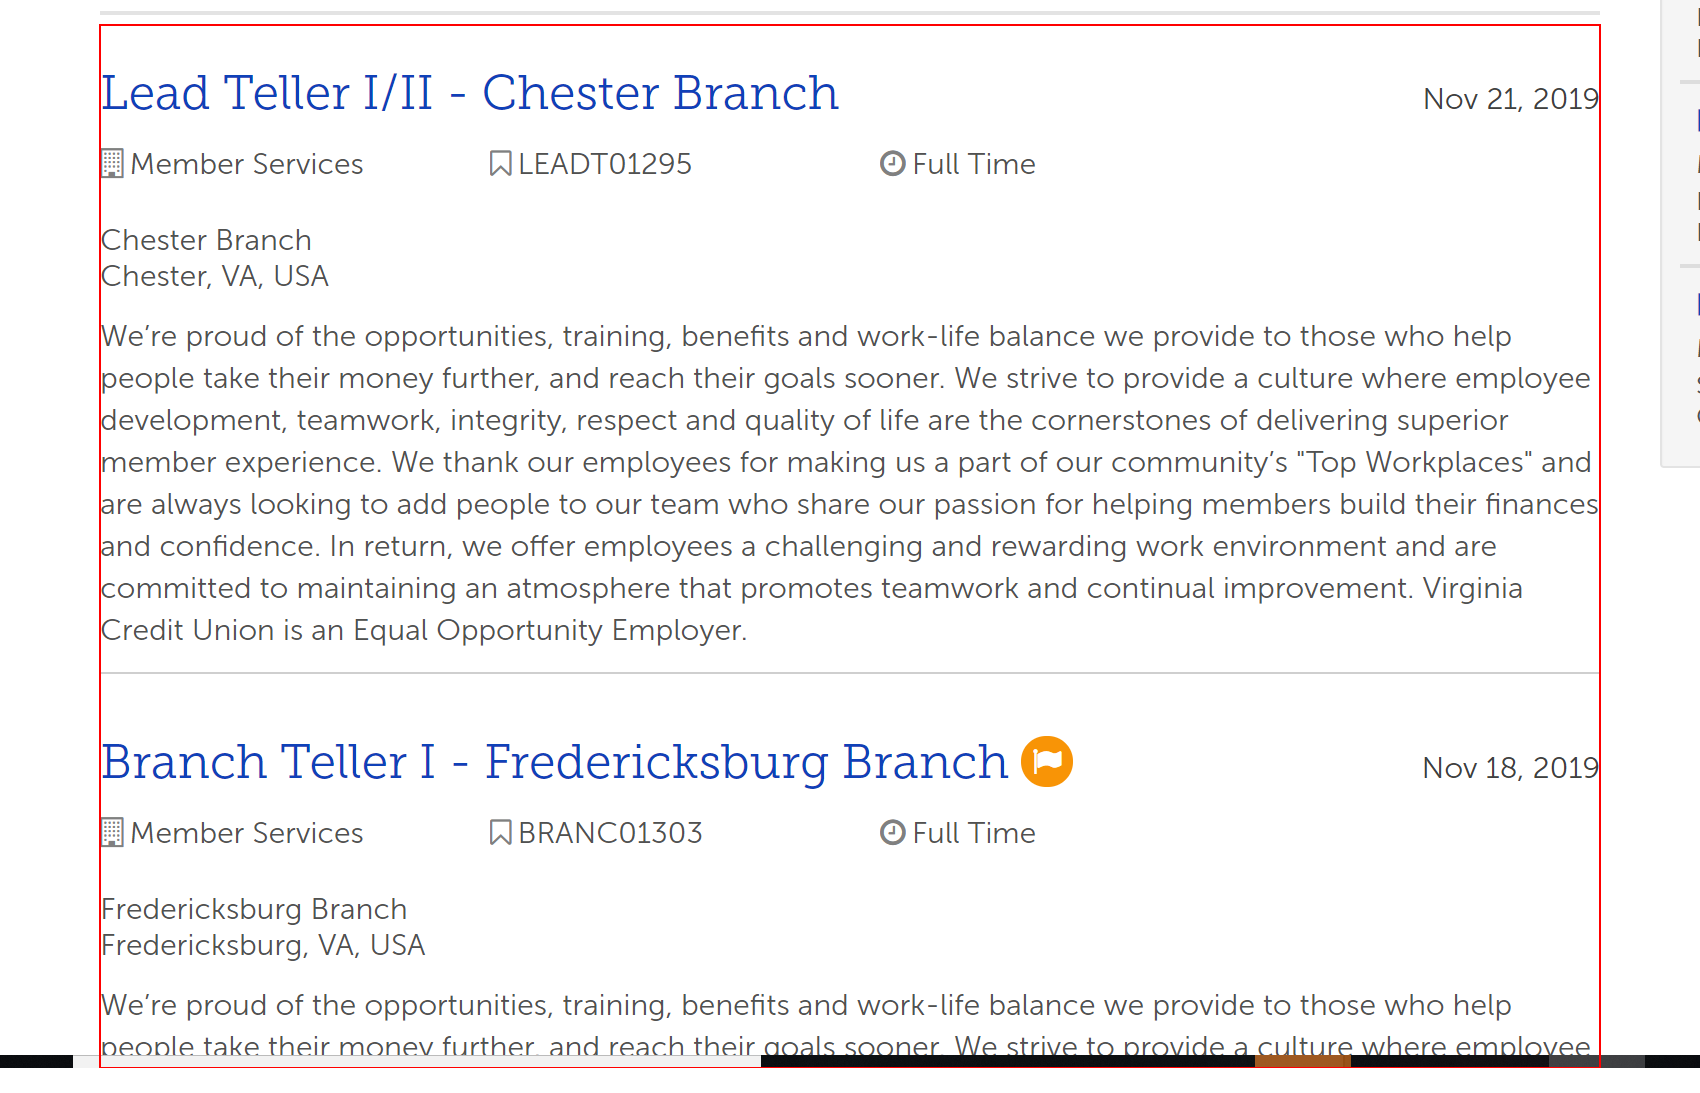 Lead Teller I/II - Chester Branch
Nov 21, 2019
Member Services
LEADT01295
Full Time
Chester Branch
Chester, VA, USA
We’re proud of the opportunities, training, benefits and work-life balance we provide to those who help
people take their money further, and reach their goals sooner. We strive to provide a culture where employee
development, teamwork, integrity, respect and quality of life are the cornerstones of delivering superior
member experience. We thank our employees for making us a part of our community’s "Top Workplaces" and
are always looking to add people to our team who share our passion for helping members build their finances
and confidence. In return, we offer employees a challenging and rewarding work environment and are
committed to maintaining an atmosphere that promotes teamwork and continual improvement. Virginia
Credit Union is an Equal Opportunity Employer.
Branch Teller I - Fredericksburg Branch
Nov 18, 2019
Member Services
BRANC01303
Full Time
Fredericksburg Branch
Fredericksburg, VA, USA
We’re proud of the opportunities, training, benefits and work-life balance we provide to those who help
people take their money further, and reach their goals sooner. We strive to provide a culture where employee